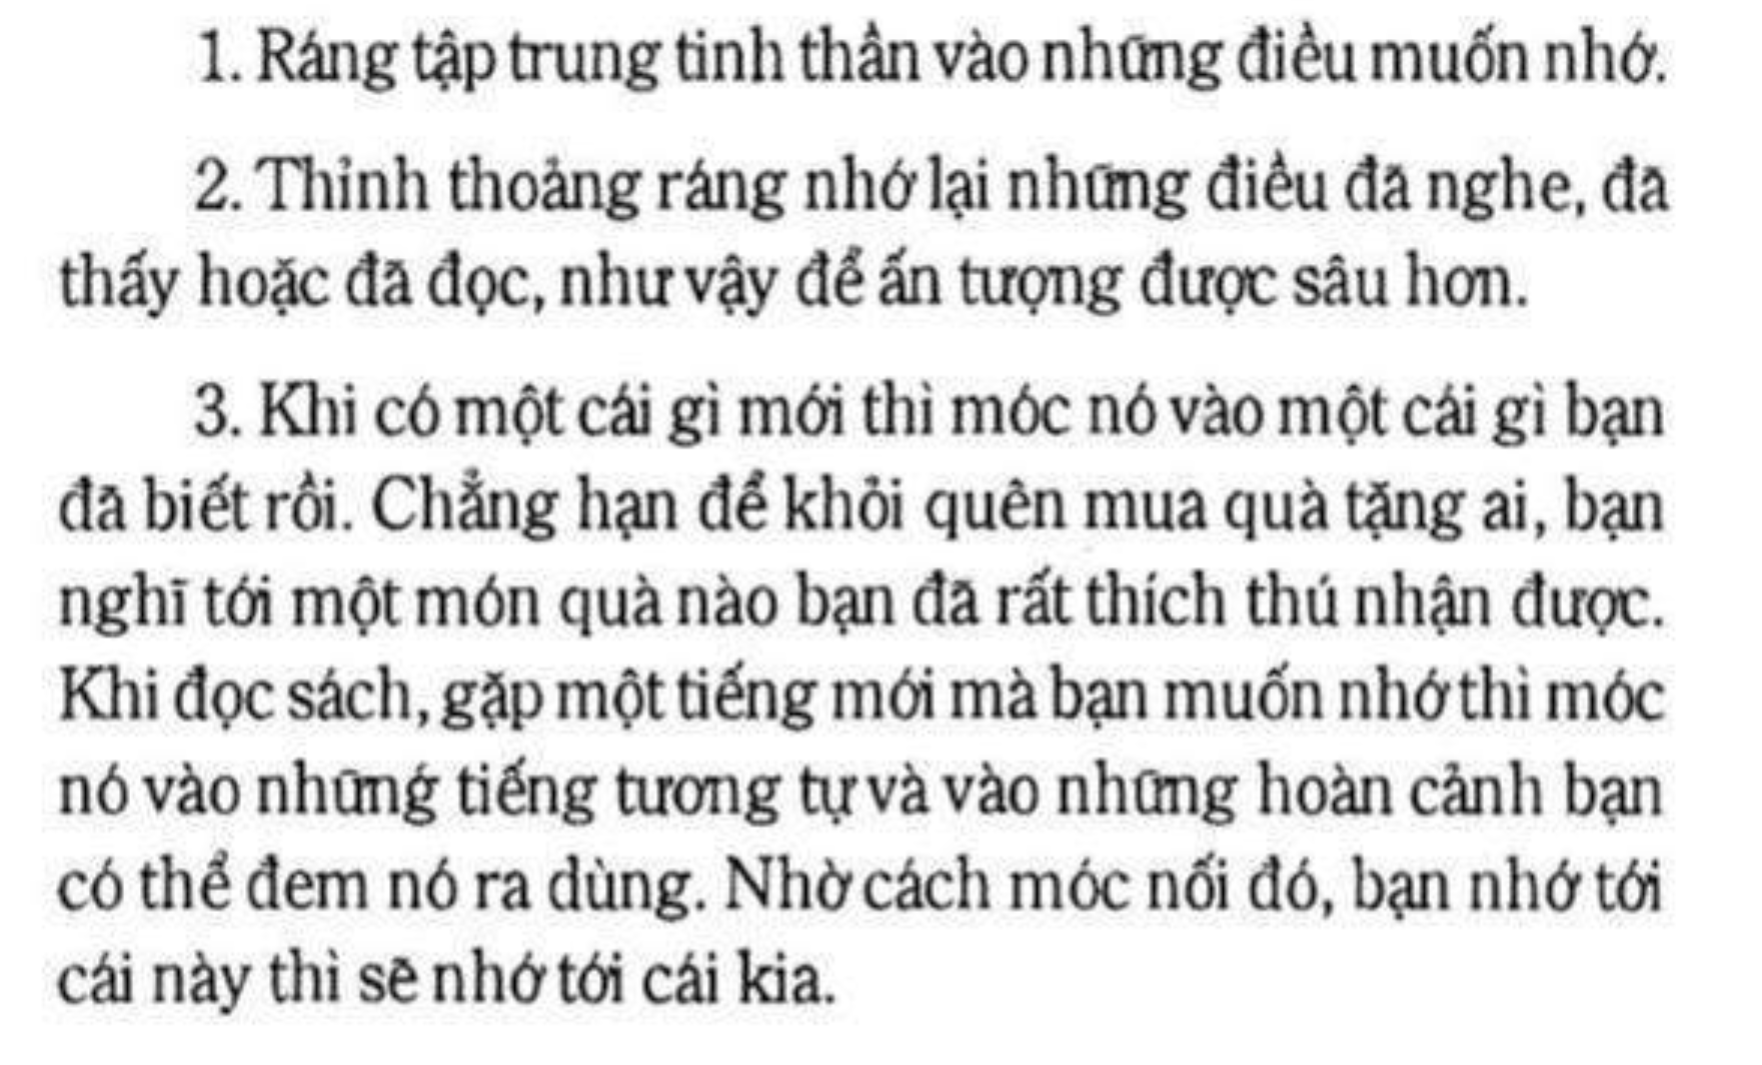 1. Ráng tập trung tinh thần vào những điều muốn nhớ.
2. Thỉnh thoảng ráng nhớ lại những điều đã nghe, đã
thấy hoặc đã đọc, như vậy để ấn tượng được sâu hơn.
3. Khi có một cái gì mới thì móc nó vào một cái gì bạn
đã biết rồi. Chẳng hạn để khỏi quên mua quà tặng ai, bạn
nghĩ tới một món quà nào bạn đã rất thích thú nhận được.
Khi đọc sách, gặp một tiếng mới mà bạn muốn nhớ thì móc
nó vào những tiếng tương tự và vào những hoàn cảnh bạn
có thể đem nó ra dùng. Nhờ cách móc nối đó, bạn nhớ tới
cái này thì sẽ nhớ tới cái kia.